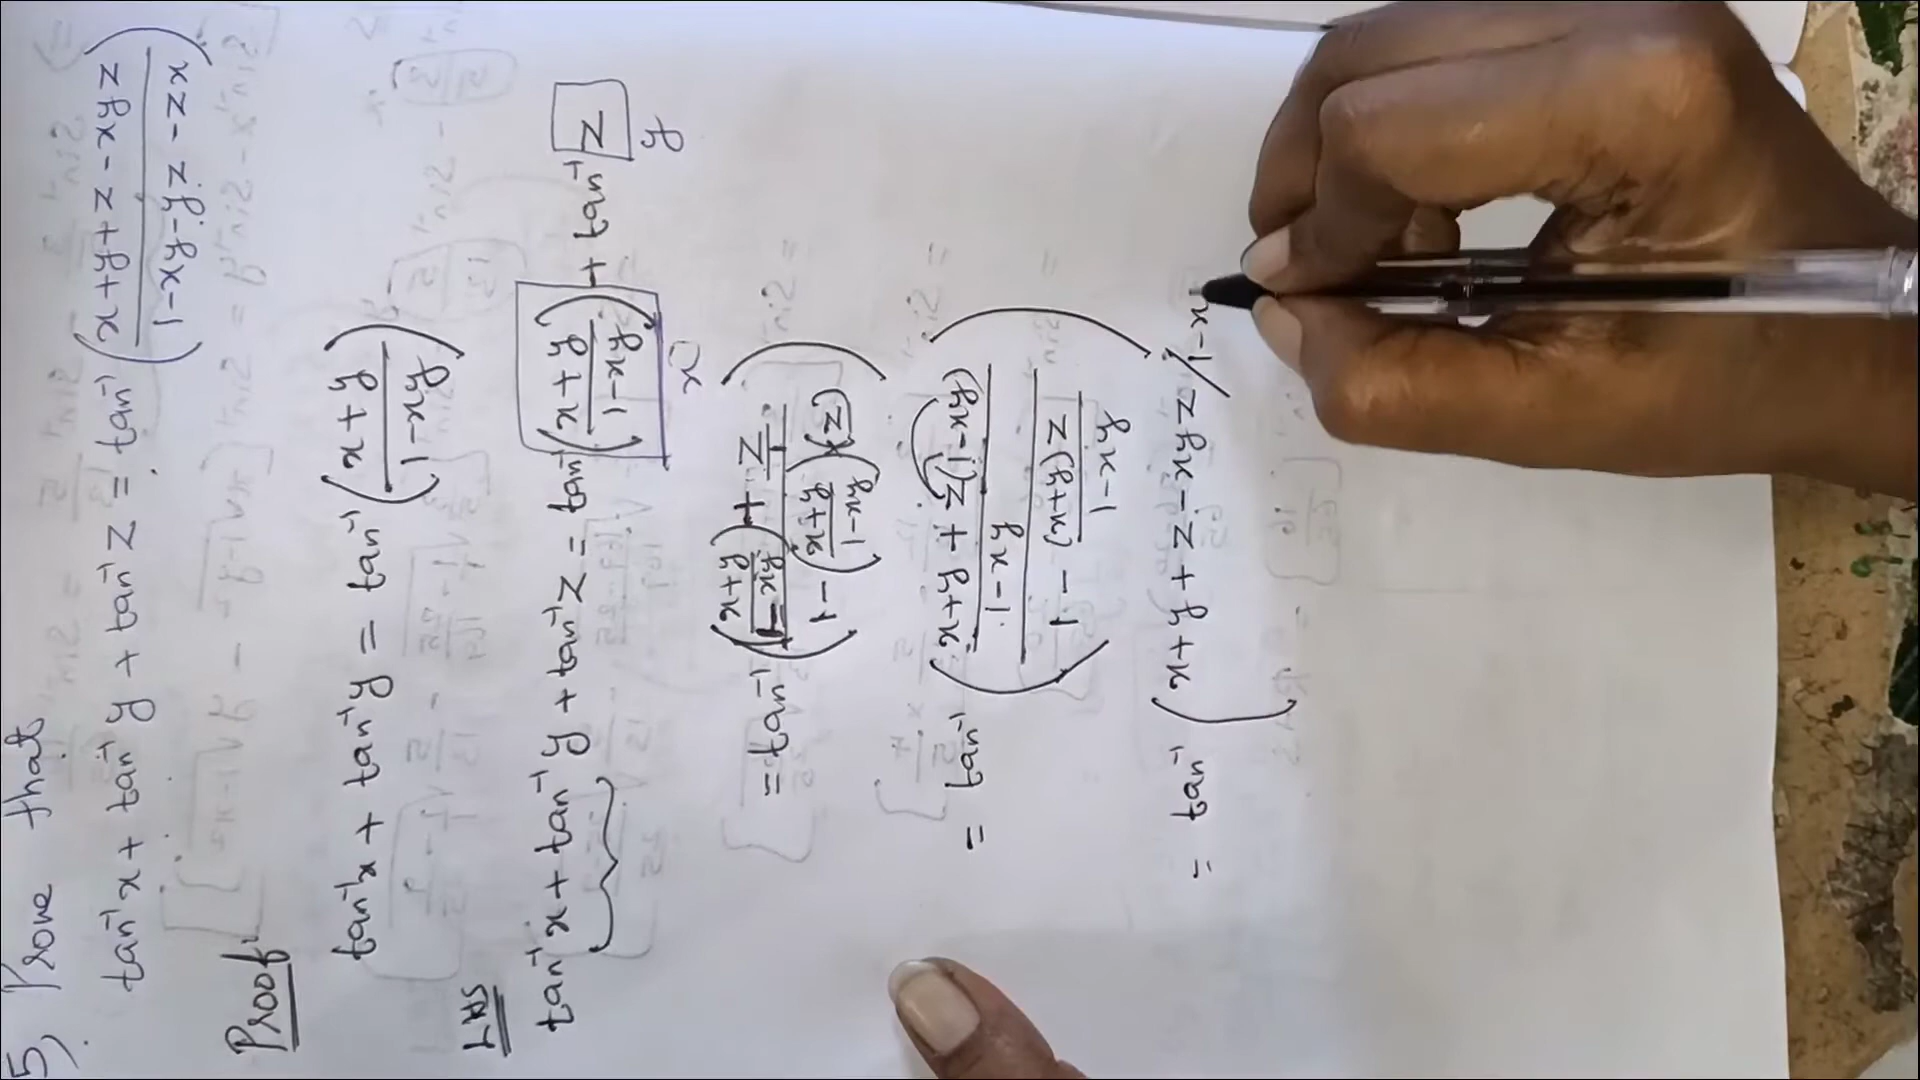 5) Prove that
tan⁻¹x + tan⁻¹y + tan⁻¹z = tan⁻¹((x+y+z-xyz)/(1-xy-yz-xz))
Proof
tan⁻¹x + tan⁻¹y = tan⁻¹((x+y)/(1-xy))
LHS
tan⁻¹x + tan⁻¹y + tan⁻¹z = tan⁻¹((x+y)/(1-xy)) + tan⁻¹z
x y
= tan⁻¹(((x+y)/(1-xy) + z/1)/(1-((x+y)/(1-xy))(z)))
= tan⁻¹(((x+y+z(1-xy))/(1-xy))/(1-(x+y)z/(1-xy)))
= tan⁻¹(x+y+z-xyz/1-x